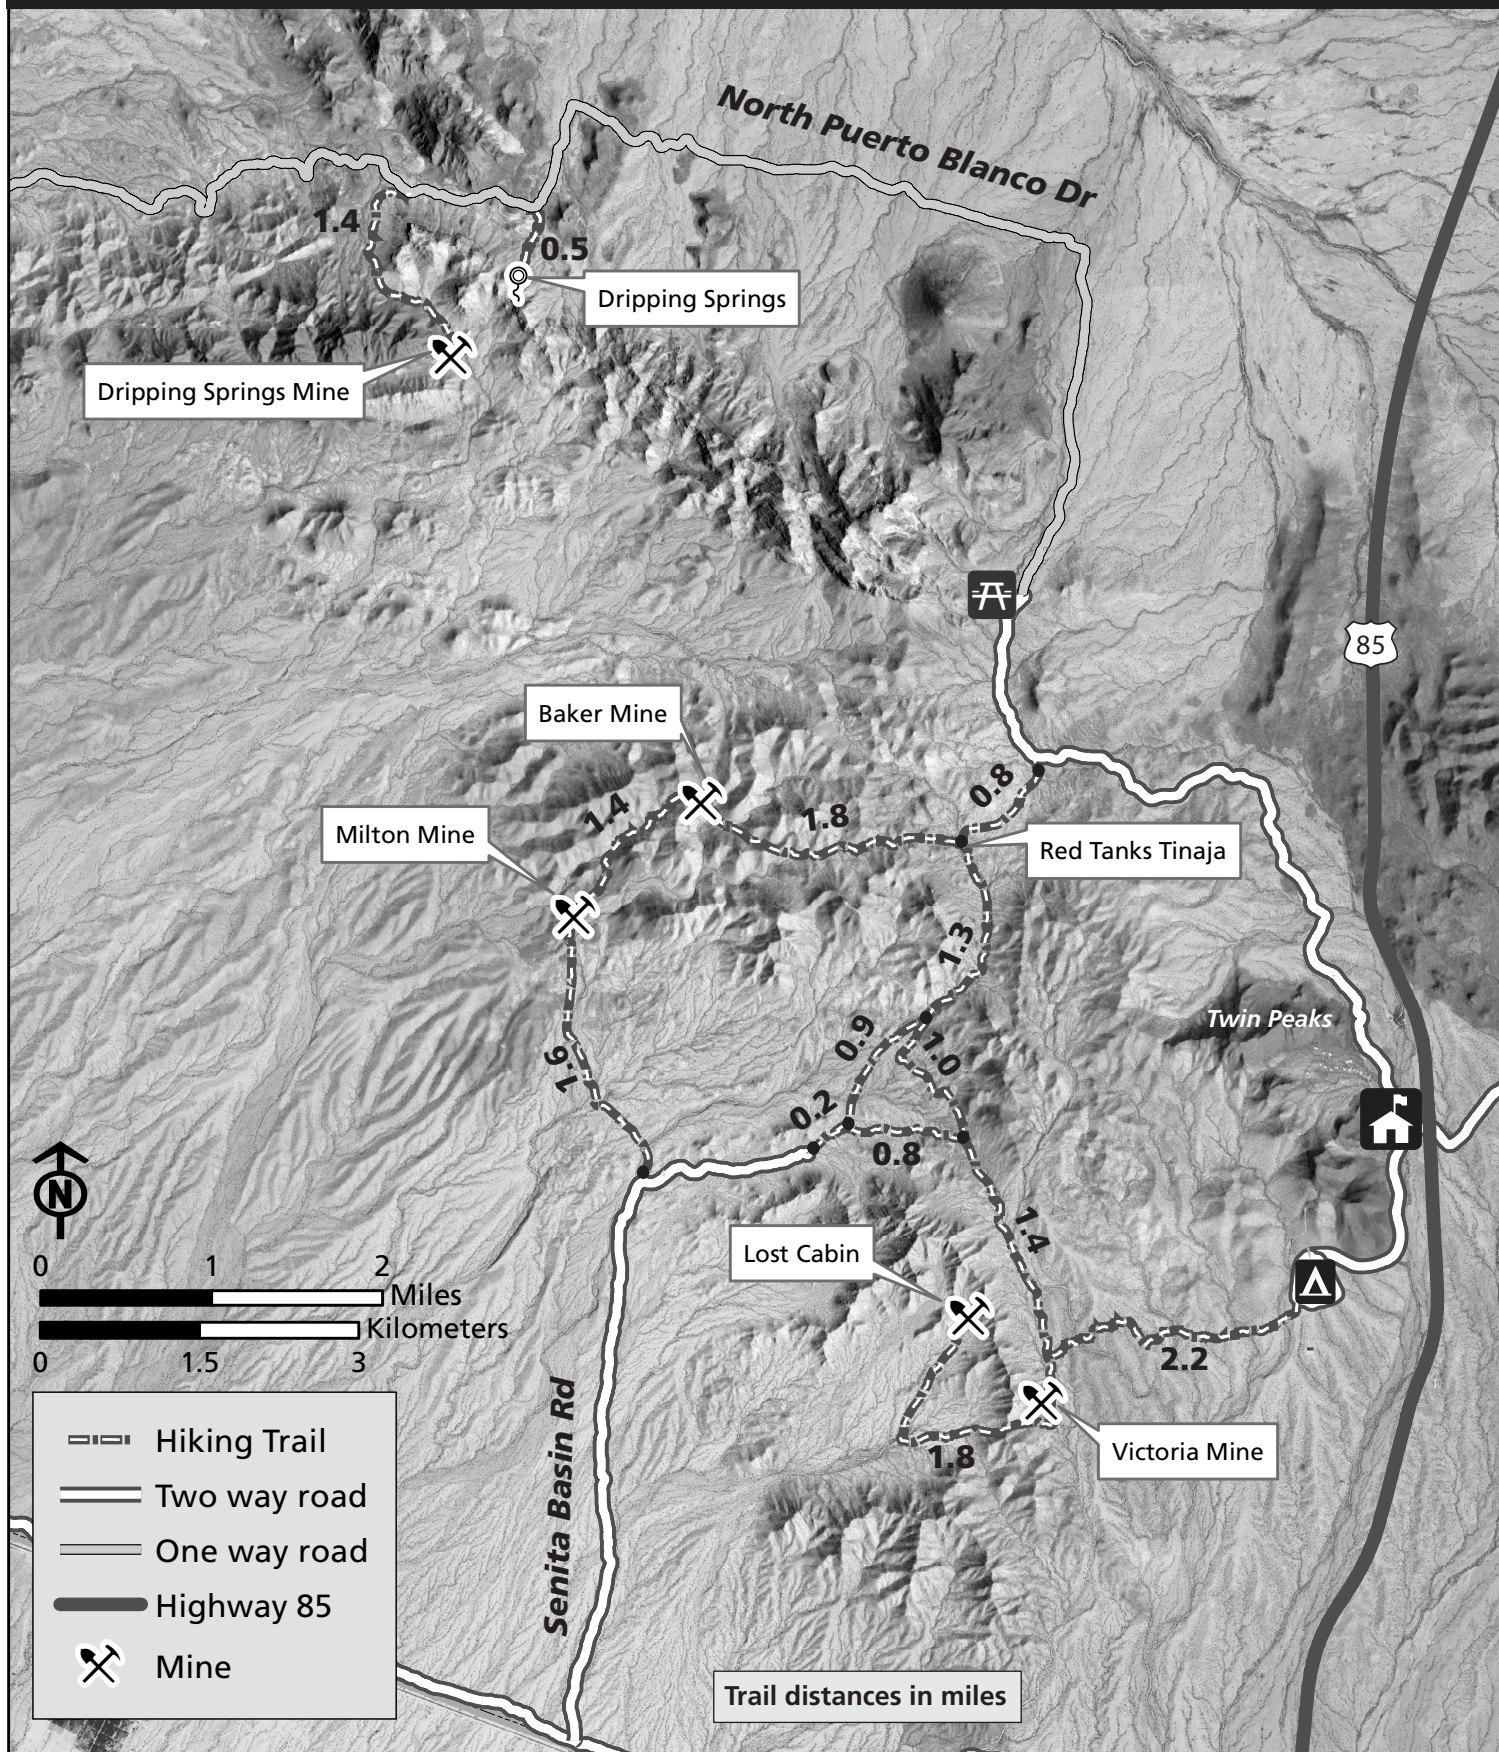 North Puerto Blanco Dr
1.4
0.5
Dripping Springs
Dripping Springs Mine
85
Baker Mine
0.8
1.4
1.8
Milton Mine
Red Tanks Tinaja
1.3
Twin Peaks
0.9
1.0
1.6
0.2
0.8
N
1.4
Lost Cabin
0 1 2
Miles
Kilometers
0 1.5 3
2.2
Senita Basin Rd
1.8
Victoria Mine
Hiking Trail
Two way road
One way road
Highway 85
Mine
Trail distances in miles